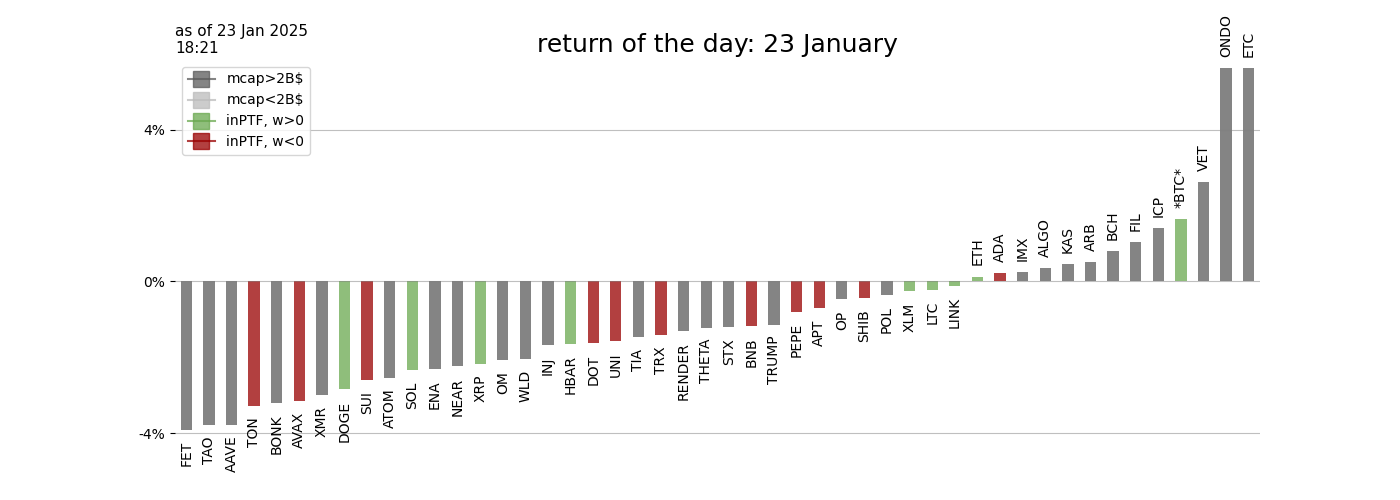 as of 23 Jan 2025
18:21
return of the day: 23 January
mcap>2B$
mcap<2B$
inPTF, w>0
inPTF, w<0
4%
0%
-4%
FET
TAO
AAVE
TON
BONK
AVAX
XMR
DOGE
SUI
ATOM
SOL
ENA
NEAR
XRP
OM
WLD
INJ
HBAR
DOT
UNI
TIA
TRX
RENDER
THETA
STX
BNB
TRUMP
PEPE
APT
OP
SHIB
POL
XLM
LTC
LINK
ETH
ADA
IMX
ALGO
KAS
ARB
BCH
FIL
ICP
*BTC*
VET
ONDO
ETC